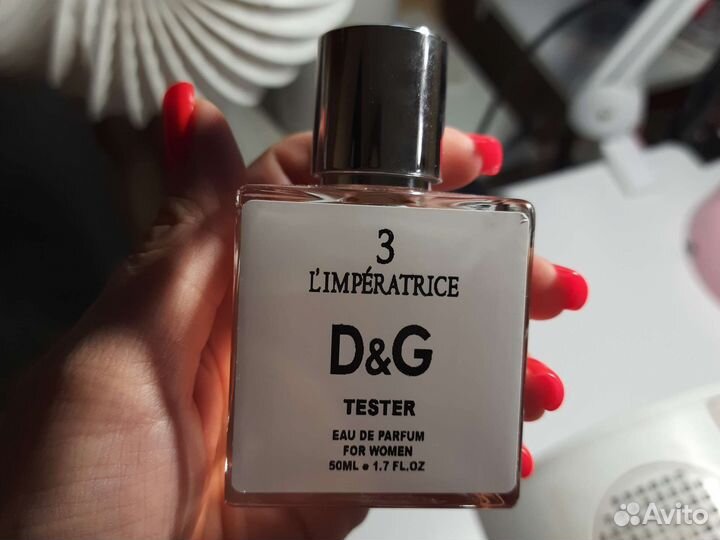 3
L'IMPÉRATRICE
D&G
TESTER
EAU DE PARFUM
FOR WOMEN
50ML e 1.7 FL.OZ
Avito